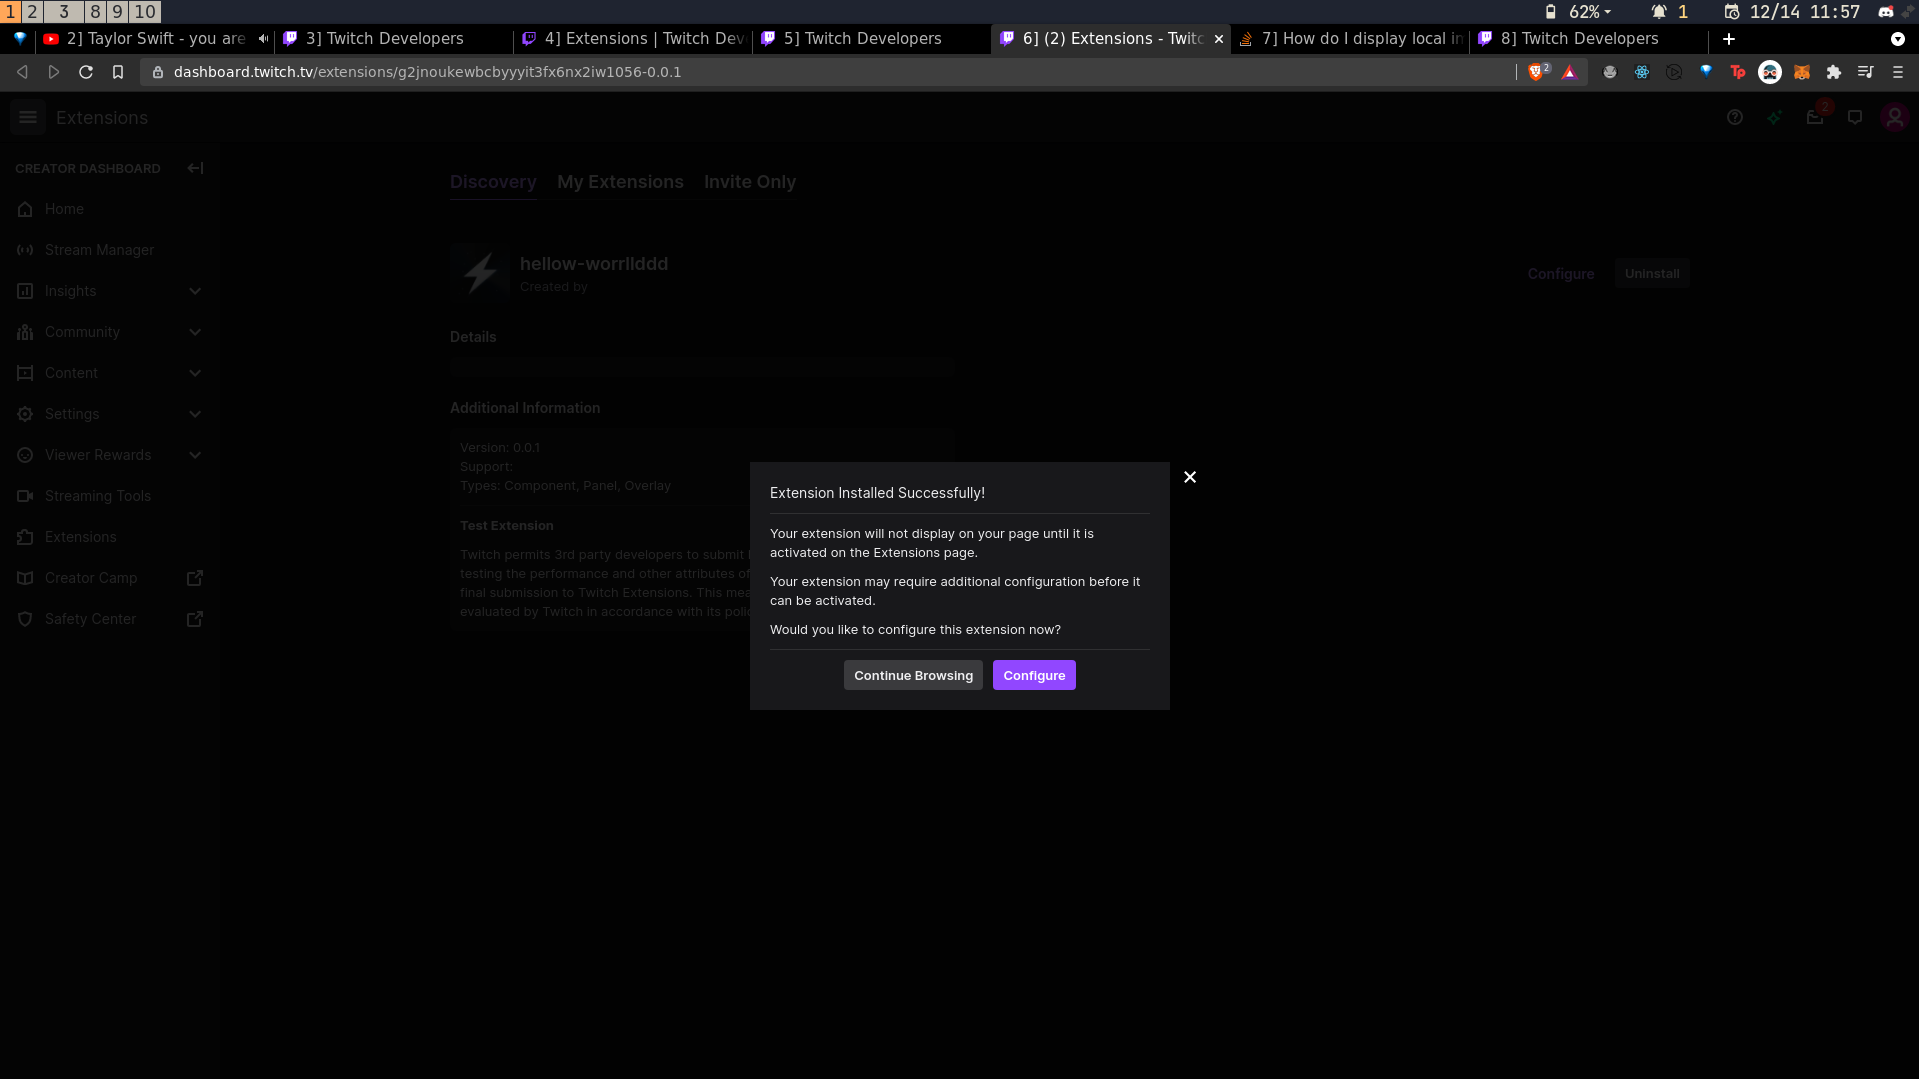 1 2 3 8 9 10 62% 1 12/14 11:57
2] Taylor Swift - you are 3] Twitch Developers 4] Extensions | Twitch Dev 5] Twitch Developers 6] (2) Extensions - Twitc 7] How do I display local in 8] Twitch Developers
dashboard.twitch.tv/extensions/g2jnoukewbcbyyyit3fx6nx2iw1056-0.0.1 2 Tp
Extensions 2
CREATOR DASHBOARD
Home
Stream Manager
Insights
Community
Content
Settings
Viewer Rewards
Streaming Tools
Extensions
Creator Camp
Safety Center
Discovery My Extensions Invite Only
hellow-worrllddd
Created by
Configure Uninstall
Details
Additional Information
Version: 0.0.1
Support:
Types: Component, Panel, Overlay
Test Extension
Twitch permits 3rd party developers to submit
testing the performance and other attributes of
final submission to Twitch Extensions. This mea
evaluated by Twitch in accordance with its polic
Extension Installed Successfully!
Your extension will not display on your page until it is
activated on the Extensions page.
Your extension may require additional configuration before it
can be activated.
Would you like to configure this extension now?
Continue Browsing Configure